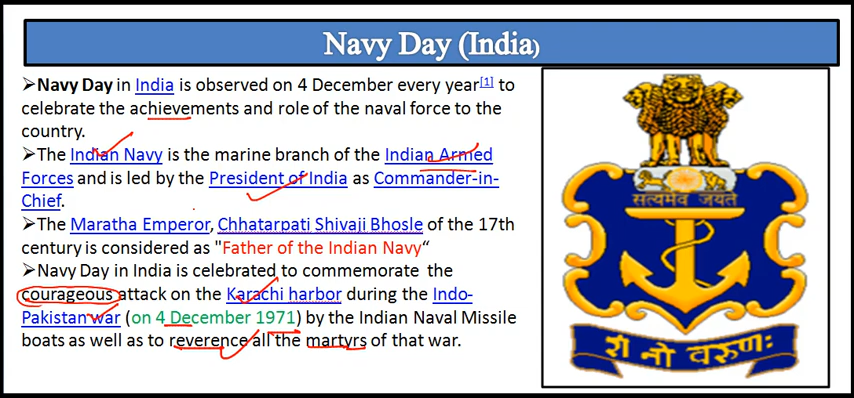 Navy Day (India)
➢Navy Day in India is observed on 4 December every year[1] to
celebrate the achievements and role of the naval force to the
country.
➢The Indian Navy is the marine branch of the Indian Armed
Forces and is led by the President of India as Commander-in-
Chief.
➢The Maratha Emperor, Chhatarpati Shivaji Bhosle of the 17th
century is considered as "Father of the Indian Navy“
➢Navy Day in India is celebrated to commemorate the
courageous attack on the Karachi harbor during the Indo-
Pakistan war (on 4 December 1971) by the Indian Naval Missile
boats as well as to reverence all the martyrs of that war.
सत्यमेव जयते
शं नो वरुणः